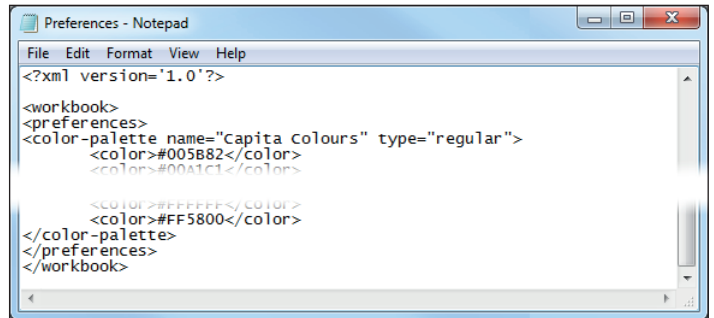 Preferences - Notepad
File Edit Format View Help
<?xml version='1.0'?>
<workbook>
<preferences>
<color-palette name="Capita Colours" type="regular">
<color>#005B82</color>
<color>#00A1C1</color>
<color>#FFFFFF</color>
<color>#FF5800</color>
</color-palette>
</preferences>
</workbook>